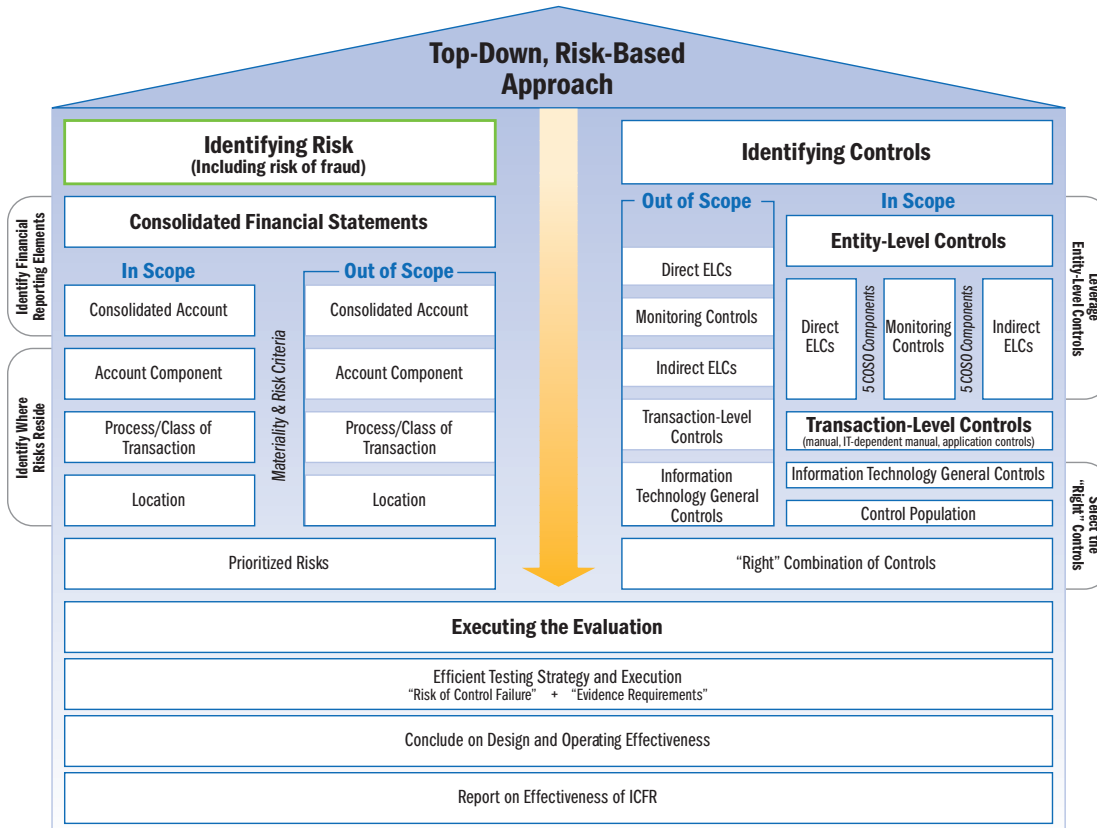 Top-Down, Risk-Based
Approach
Identifying Risk
(Including risk of fraud)
Identify Financial
Reporting Elements
Consolidated Financial Statements
In Scope
Out of Scope
Consolidated Account
Consolidated Account
Identify Where
Risks Reside
Account Component
Account Component
Materiality & Risk Criteria
Process/Class of
Transaction
Process/Class of
Transaction
Location
Location
Prioritized Risks
Identifying Controls
Out of Scope
Direct ELCs
Monitoring Controls
Indirect ELCs
Transaction-Level
Controls
Information
Technology General
Controls
In Scope
Entity-Level Controls
Direct
ELCs
5 COSO Components
Monitoring
Controls
5 COSO Components
Indirect
ELCs
Leverage
Entity-Level Controls
Transaction-Level Controls
(manual, IT-dependent manual, application controls)
Information Technology General Controls
Control Population
Select the
"Right" Controls
"Right" Combination of Controls
Executing the Evaluation
Efficient Testing Strategy and Execution
"Risk of Control Failure" + "Evidence Requirements"
Conclude on Design and Operating Effectiveness
Report on Effectiveness of ICFR